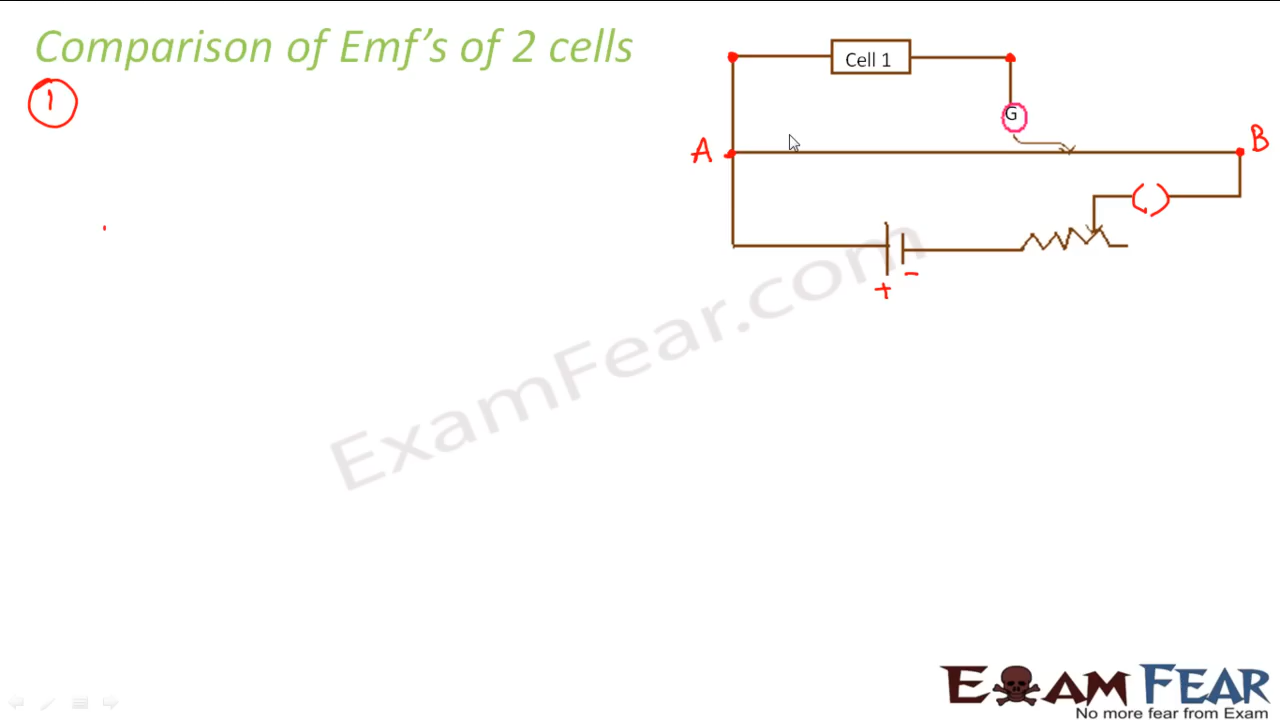 Comparison of Emf's of 2 cells
1
Cell 1
G
A
B
+
-
ExamFear.com
EXAM FEAR
No more fear from Exam